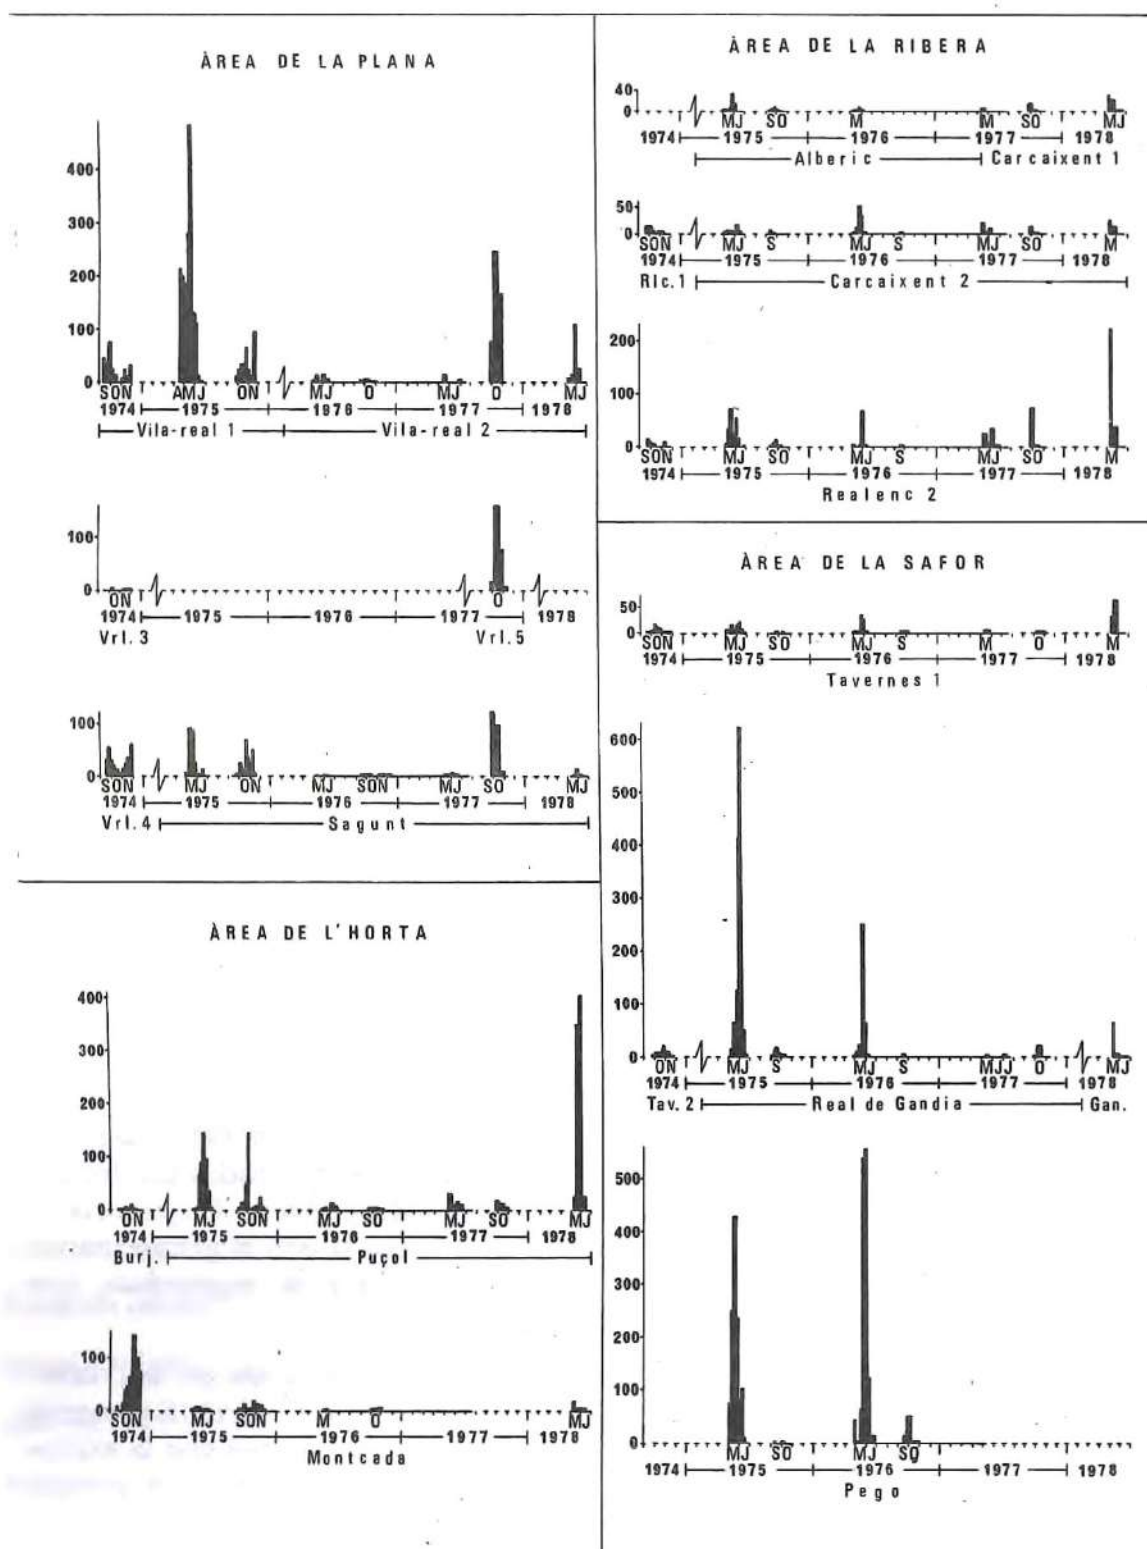 ÀREA DE LA PLANA
400
300
200
100
0
SON AMJ ON MJ O MJ O MJ
1974 1975 1976 1977 1978
Vila-real 1 Vila-real 2
100
0
ON O
1974 1975 1976 1977 1978
Vrl. 3 Vrl. 5
100
0
SON MJ ON MJ SON MJ SO MJ
1974 1975 1976 1977 1978
Vrl. 4 Sagunt
ÀREA DE L'HORTA
400
300
200
100
0
ON MJ SON MJ SO MJ SO MJ
1974 1975 1976 1977 1978
Burj. Puçol
100
0
SON MJ SON M O MJ
1974 1975 1976 1977 1978
Montcada
ÀREA DE LA RIBERA
40
0
MJ SO M M SO MJ
1974 1975 1976 1977 1978
Alberic Carcaixent 1
50
0
SON MJ S MJ S MJ SO M
1974 1975 1976 1977 1978
Rlc. 1 Carcaixent 2
200
100
0
SON MJ SO MJ S MJ SO M
1974 1975 1976 1977 1978
Realenc 2
ÀREA DE LA SAFOR
50
0
SON MJ SO MJ S M O M
1974 1975 1976 1977 1978
Tavernes 1
600
500
400
300
200
100
0
ON MJ S MJ S MJJ O MJ
1974 1975 1976 1977 1978
Tav. 2 Real de Gandia Gan.
500
400
300
200
100
0
MJ SO MJ SO
1974 1975 1976 1977 1978
Pego